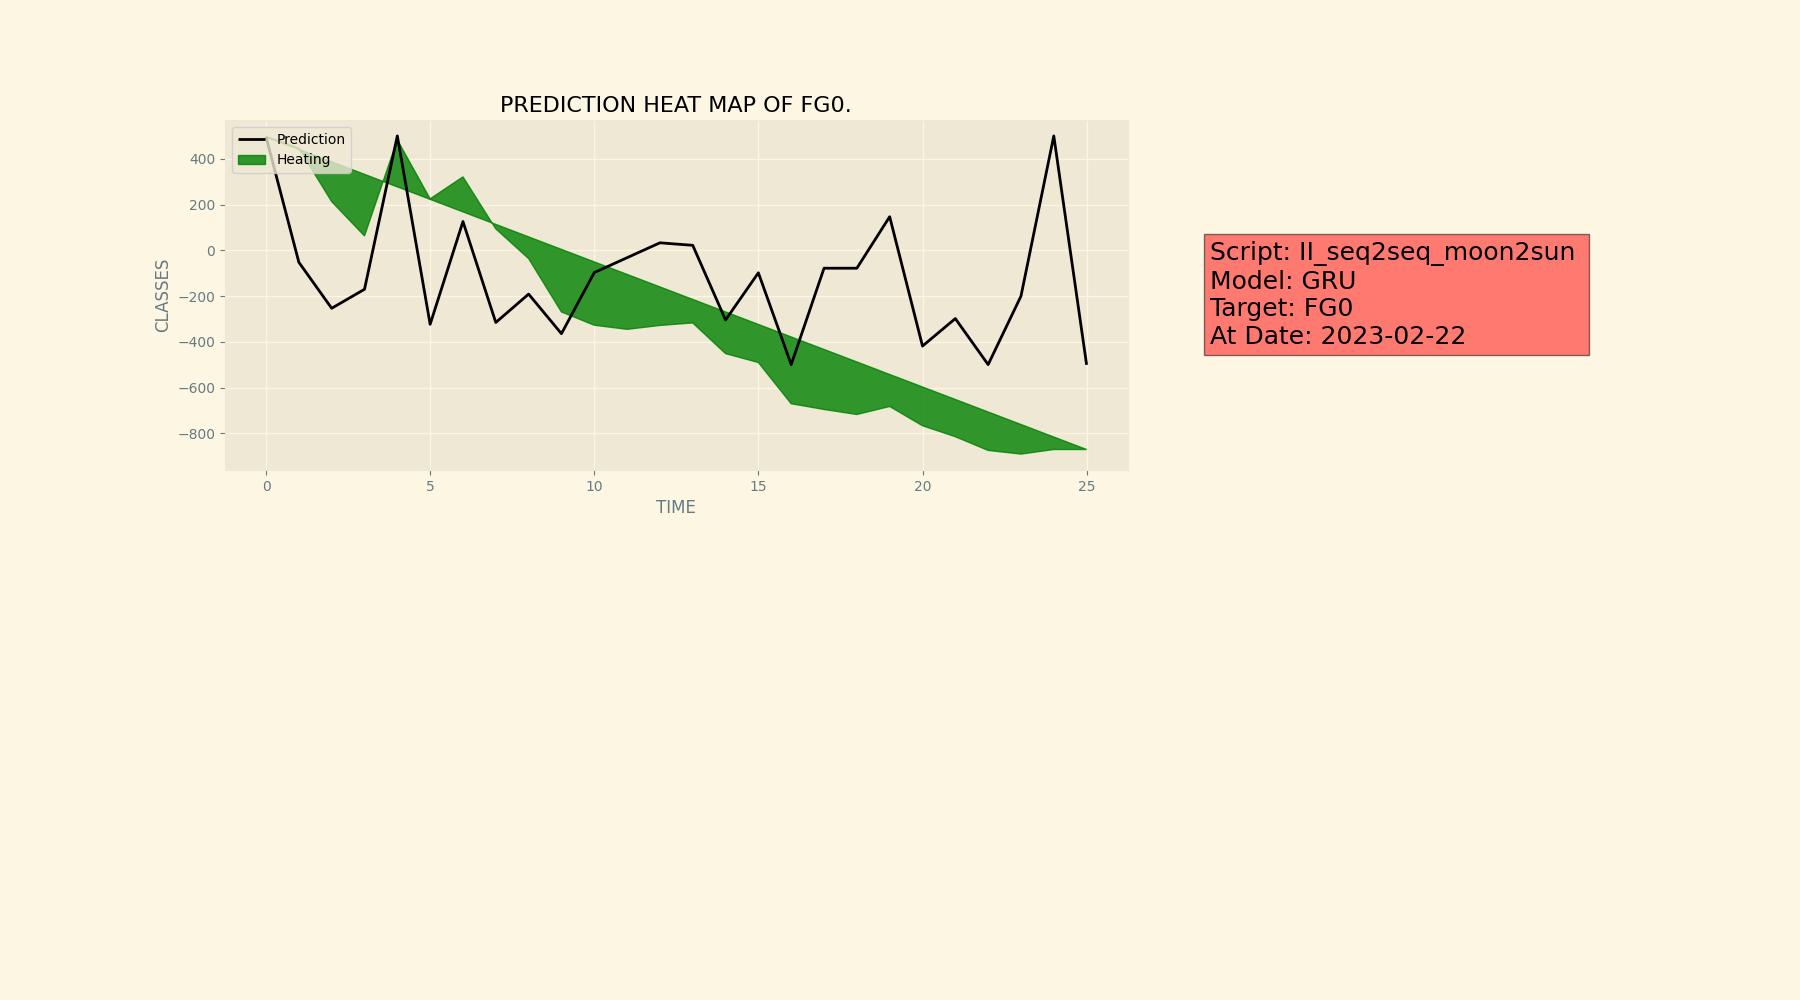 PREDICTION HEAT MAP OF FG0.
Prediction
Heating
400
200
0
−200
−400
−600
−800
CLASSES
0 5 10 15 20 25
TIME
Script: II_seq2seq_moon2sun
Model: GRU
Target: FG0
At Date: 2023-02-22